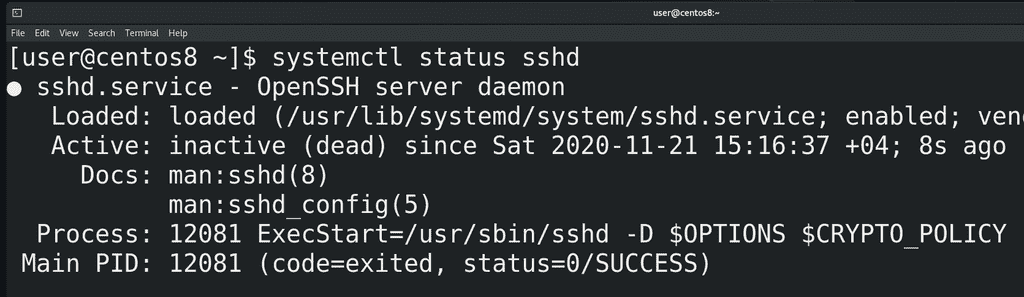 user@centos8:~
File Edit View Search Terminal Help
[user@centos8 ~]$ systemctl status sshd
● sshd.service - OpenSSH server daemon
Loaded: loaded (/usr/lib/systemd/system/sshd.service; enabled;
Active: inactive (dead) since Sat 2020-11-21 15:16:37 +04; 8s ago
Docs: man:sshd(8)
man:sshd_config(5)
Process: 12081 ExecStart=/usr/sbin/sshd -D $OPTIONS $CRYPTO_POLICY
Main PID: 12081 (code=exited, status=0/SUCCESS)